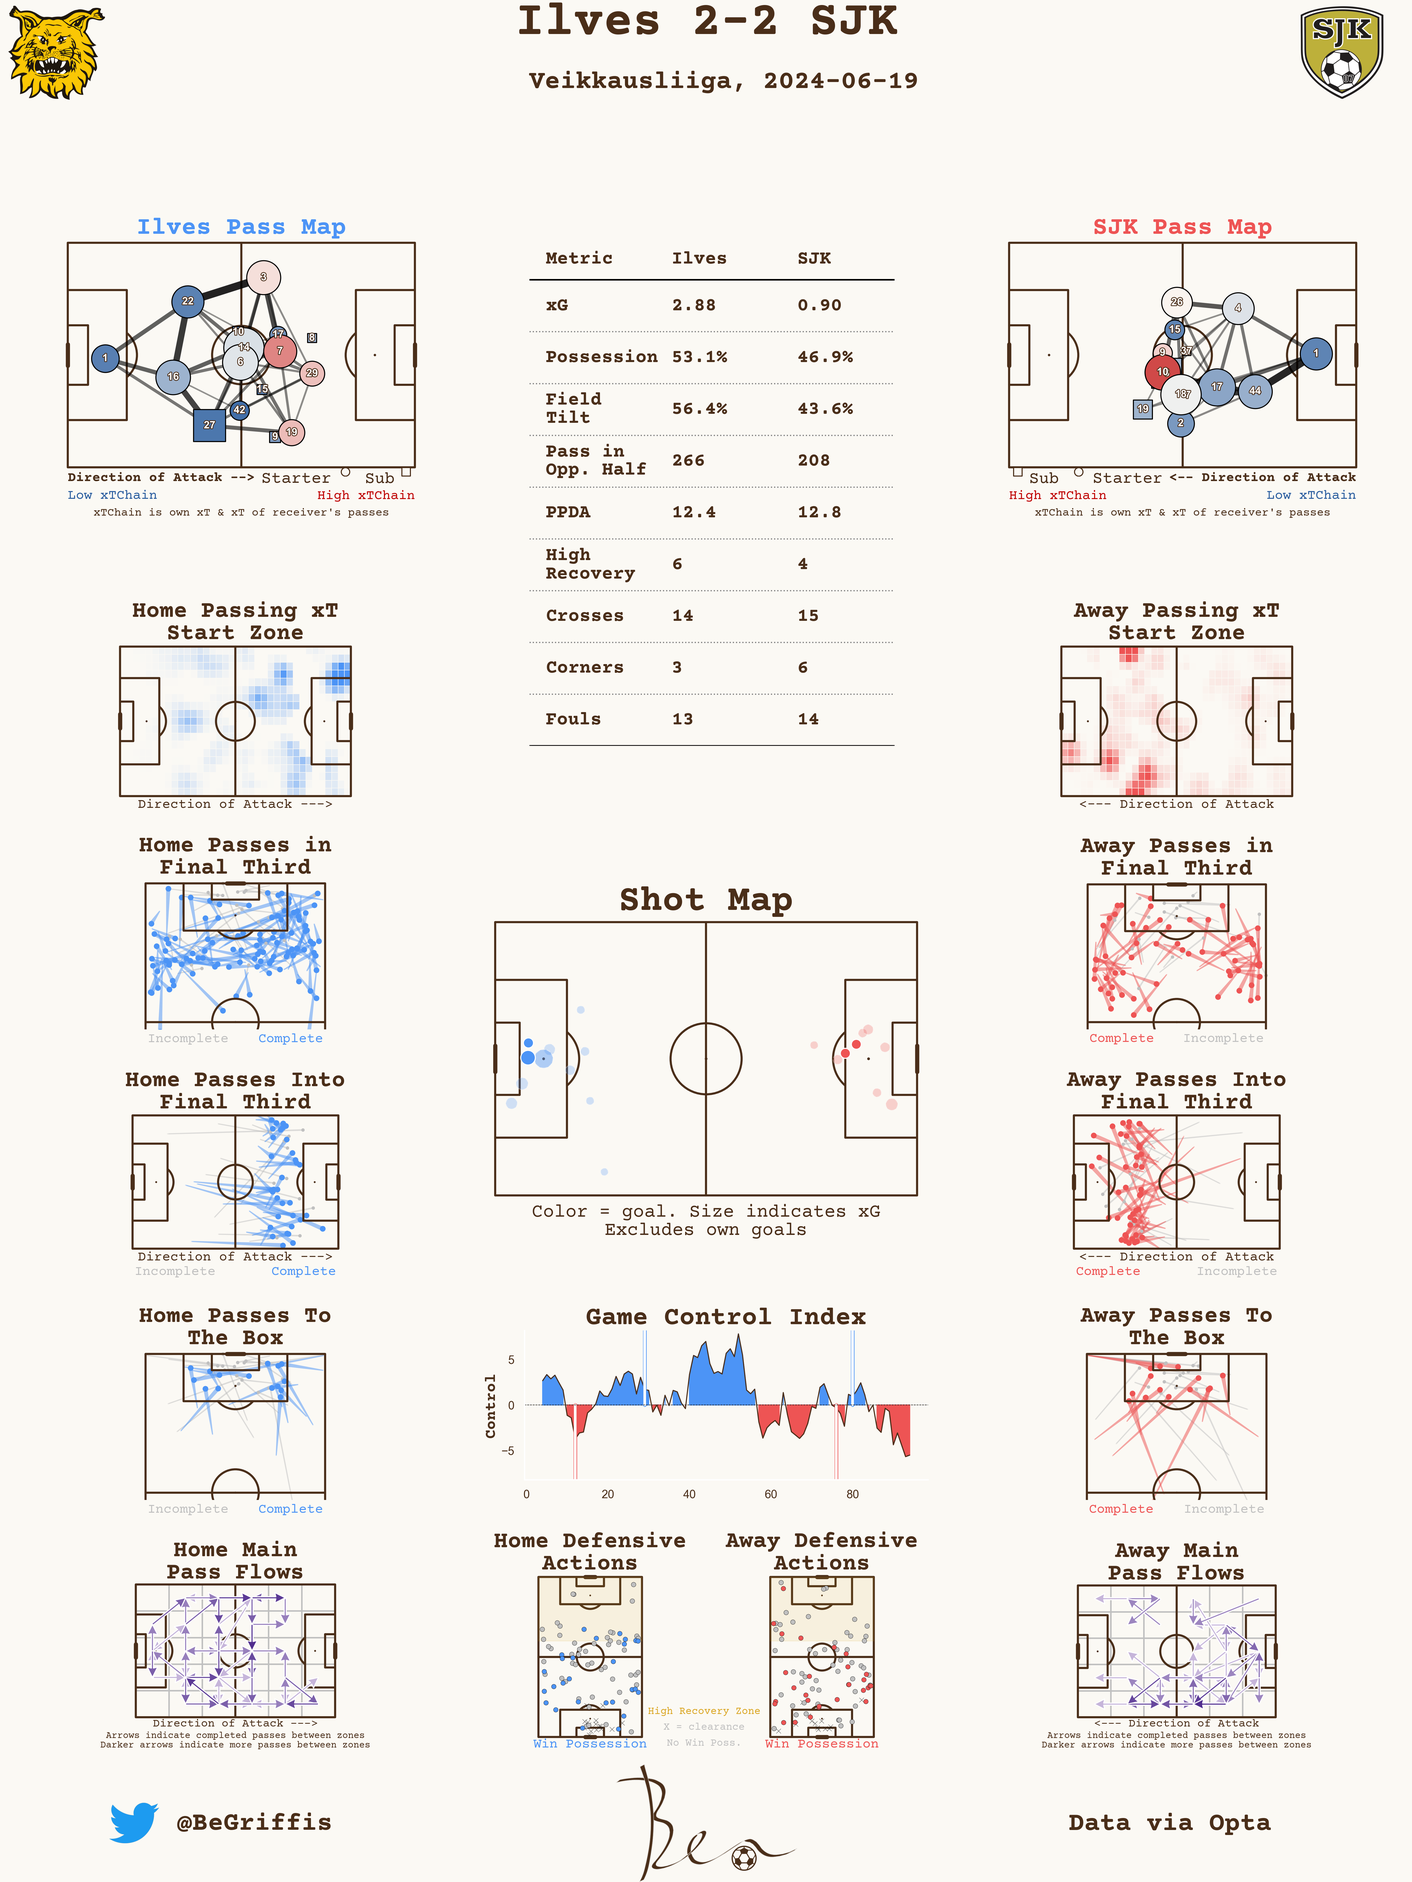 Ilves 2-2 SJK
Veikkausliiga, 2024-06-19
SJK
Ilves Pass Map
3
22
10
17
8
14
7
1
6
29
16
15
42
27
9
19
Direction of Attack --> Starter Sub
Low xTChain High xTChain
xTChain is own xT & xT of receiver's passes
Metric Ilves SJK
xG 2.88 0.90
Possession 53.1% 46.9%
Field
Tilt 56.4% 43.6%
Pass in
Opp. Half 266 208
PPDA 12.4 12.8
High
Recovery 6 4
Crosses 14 15
Corners 3 6
Fouls 13 14
SJK Pass Map
26
4
15
9
37
1
10
17
44
187
19
2
Sub Starter <-- Direction of Attack
High xTChain Low xTChain
xTChain is own xT & xT of receiver's passes
Home Passing xT
Start Zone
Direction of Attack --->
Away Passing xT
Start Zone
<--- Direction of Attack
Home Passes in
Final Third
Incomplete Complete
Away Passes in
Final Third
Complete Incomplete
Shot Map
Color = goal. Size indicates xG
Excludes own goals
Home Passes Into
Final Third
Direction of Attack --->
Incomplete Complete
Away Passes Into
Final Third
<--- Direction of Attack
Complete Incomplete
Home Passes To
The Box
Incomplete Complete
Game Control Index
Control
5
0
−5
0 20 40 60 80
Away Passes To
The Box
Complete Incomplete
Home Main
Pass Flows
Direction of Attack --->
Arrows indicate completed passes between zones
Darker arrows indicate more passes between zones
Home Defensive
Actions
Win Possession
High Recovery Zone
X = clearance
No Win Poss.
Away Defensive
Actions
Win Possession
Away Main
Pass Flows
<--- Direction of Attack
Arrows indicate completed passes between zones
Darker arrows indicate more passes between zones
@BeGriffis
Ben
Data via Opta